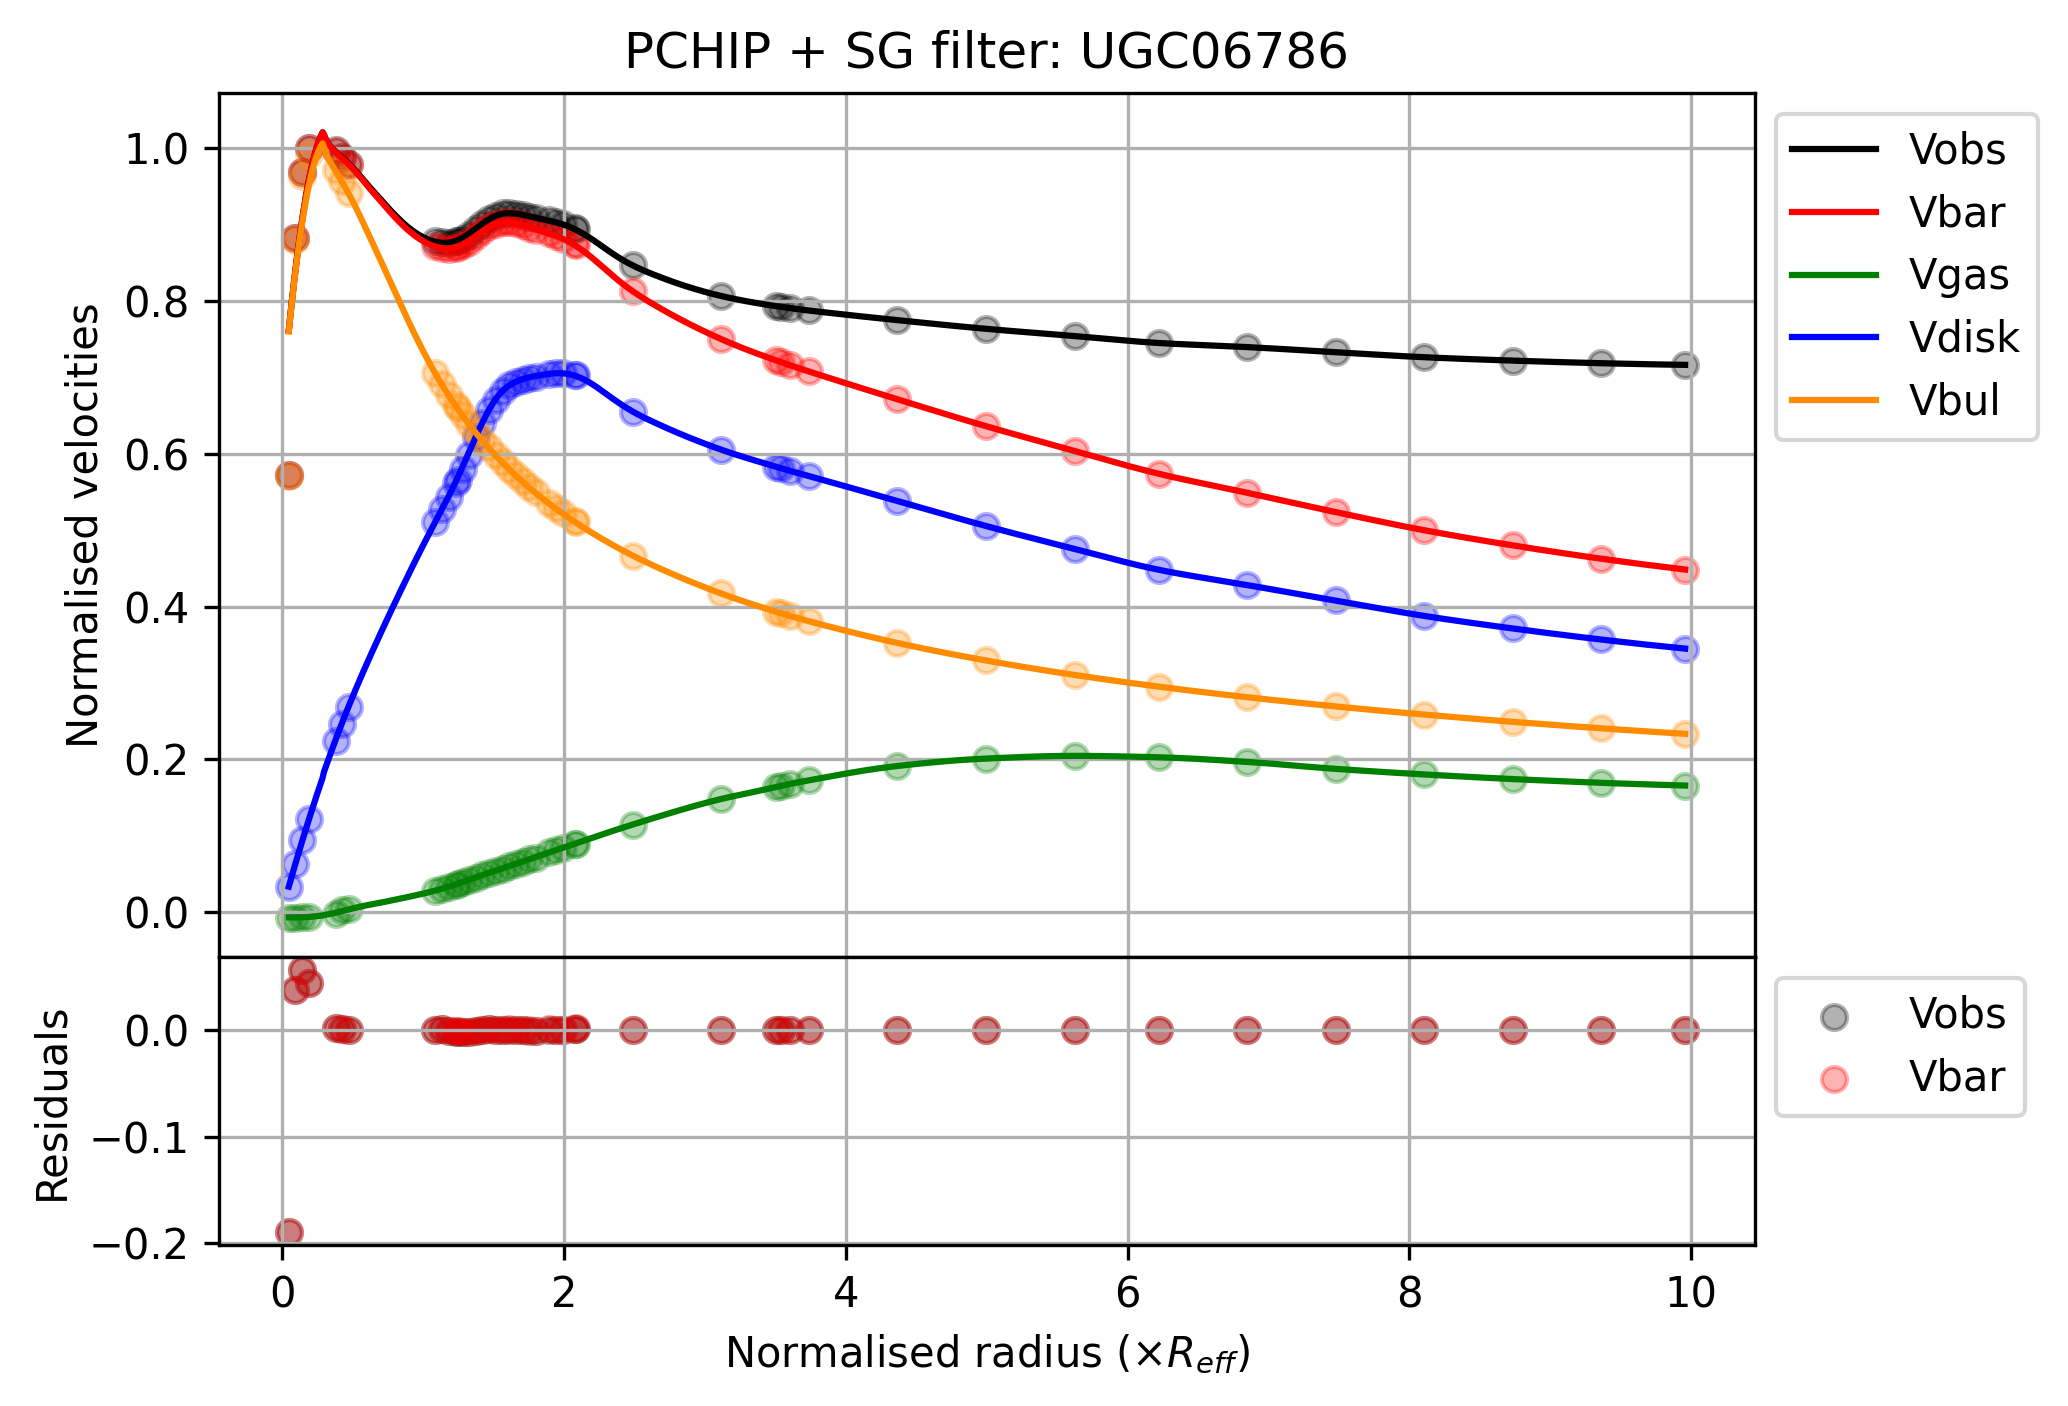 PCHIP + SG filter: UGC06786
Normalised velocities
1.0
0.8
0.6
0.4
0.2
0.0
Vobs
Vbar
Vgas
Vdisk
Vbul
Residuals
0.0
−0.1
−0.2
Vobs
Vbar
0 2 4 6 8 10
Normalised radius (×R_{eff})